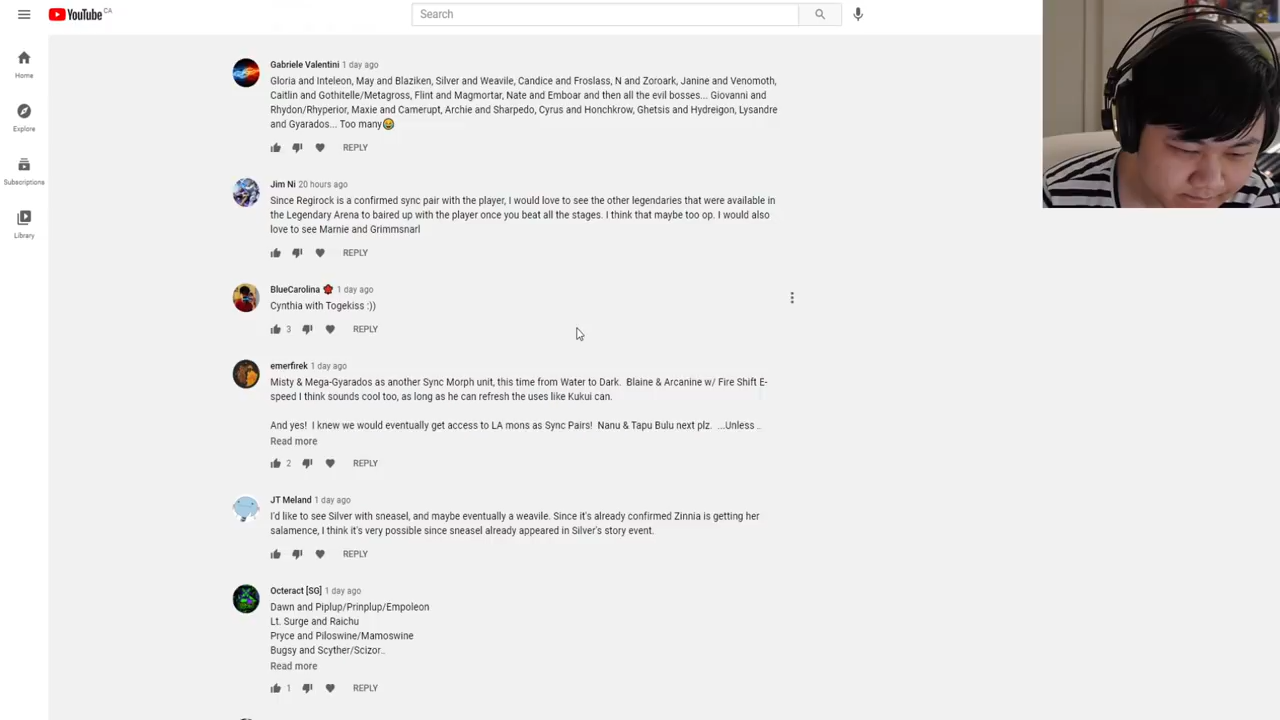 YouTube CA
Search
Home
Explore
Subscriptions
Library
Gabriele Valentini 1 day ago
Gloria and Inteleon, May and Blaziken, Silver and Weavile, Candice and Froslass, N and Zoroark, Janine and Venomoth,
Caitlin and Gothitelle/Metagross, Flint and Magmortar, Nate and Emboar and then all the evil bosses... Giovanni and
Rhydon/Rhyperior, Maxie and Camerupt, Archie and Sharpedo, Cyrus and Honchkrow, Ghetsis and Hydreigon, Lysandre
and Gyarados... Too many😂
REPLY
Jim Ni 20 hours ago
Since Regirock is a confirmed sync pair with the player, I would love to see the other legendaries that were available in
the Legendary Arena to baired up with the player once you beat all the stages. I think that maybe too op. I would also
love to see Marnie and Grimmsnarl
REPLY
BlueCarolina 1 day ago
Cynthia with Togekiss :))
3 REPLY
emerfirek 1 day ago
Misty & Mega-Gyarados as another Sync Morph unit, this time from Water to Dark. Blaine & Arcanine w/ Fire Shift E-
speed I think sounds cool too, as long as he can refresh the uses like Kukui can.
And yes! I knew we would eventually get access to LA mons as Sync Pairs! Nanu & Tapu Bulu next plz. ...Unless ..
Read more
2 REPLY
JT Meland 1 day ago
I'd like to see Silver with sneasel, and maybe eventually a weavile. Since it's already confirmed Zinnia is getting her
salamence, I think it's very possible since sneasel already appeared in Silver's story event.
REPLY
Octeract [SG] 1 day ago
Dawn and Piplup/Prinplup/Empoleon
Lt. Surge and Raichu
Pryce and Piloswine/Mamoswine
Bugsy and Scyther/Scizor..
Read more
1 REPLY